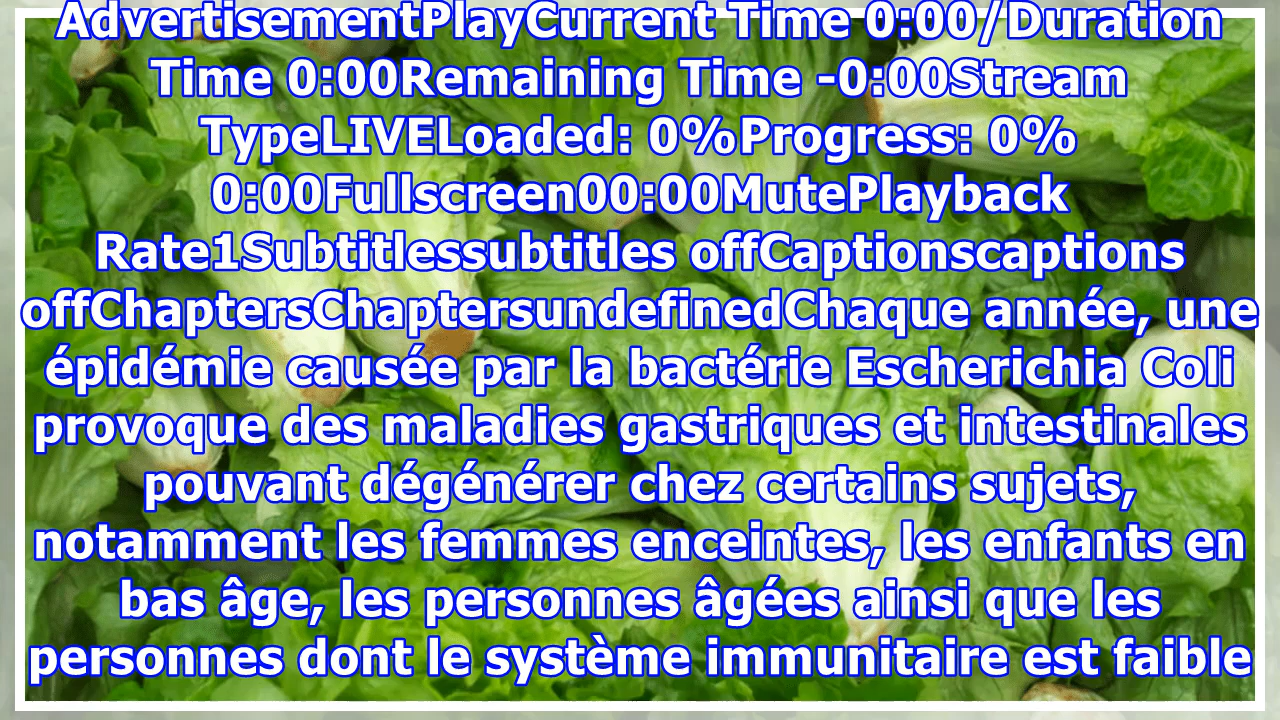 AdvertisementPlayCurrent Time 0:00/Duration
Time 0:00Remaining Time -0:00Stream
TypeLIVELoaded: 0%Progress: 0%
0:00Fullscreen00:00MutePlayback
Rate1Subtitlessubtitles offCaptionscaptions
offChaptersChaptersundefinedChaque année, une
épidémie causée par la bactérie Escherichia Coli
provoque des maladies gastriques et intestinales
pouvant dégénérer chez certains sujets,
notamment les femmes enceintes, les enfants en
bas âge, les personnes âgées ainsi que les
personnes dont le système immunitaire est faible